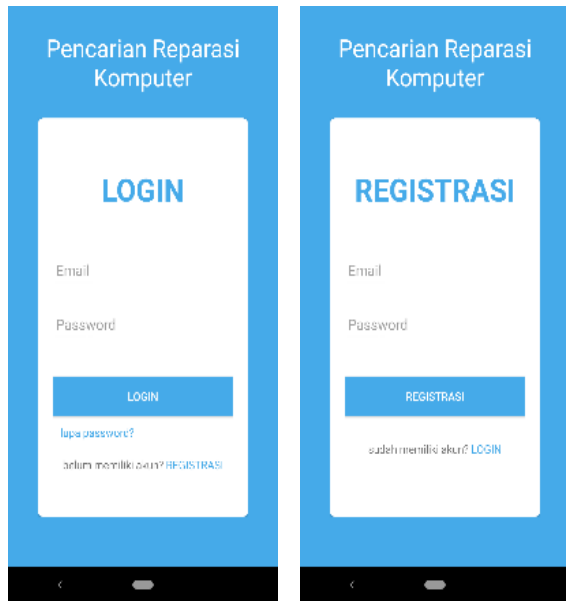 Pencarian Reparasi
Komputer
LOGIN
Email
Password
LOGIN
lupa password?
belum memiliki akun? REGISTRASI
Pencarian Reparasi
Komputer
REGISTRASI
Email
Password
REGISTRASI
sudah memiliki akun? LOGIN